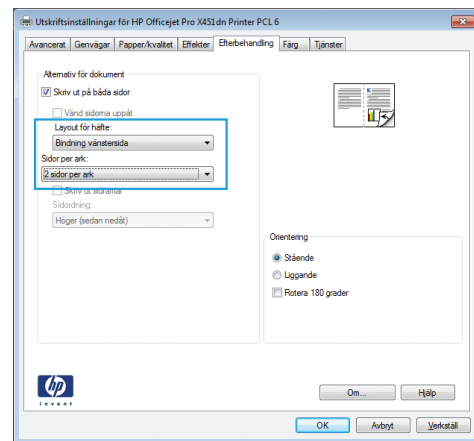 Utskriftsinställningar för HP Officejet Pro X451dn Printer PCL 6
Avancerat Genvägar Papper/kvalitet Effekter Efterbehandling Färg Tjänster
Alternativ för dokument
Skriv ut på båda sidor
Vänd sidorna uppåt
Layout för häfte:
Bindning vänstersida
Sidor per ark:
2 sidor per ark
Skriv ut sidramar
Sidordning:
Höger (sedan nedåt)
Orientering
Stående
Liggande
Rotera 180 grader
hp
invent
Om... Hjälp
OK Avbryt Verkställ